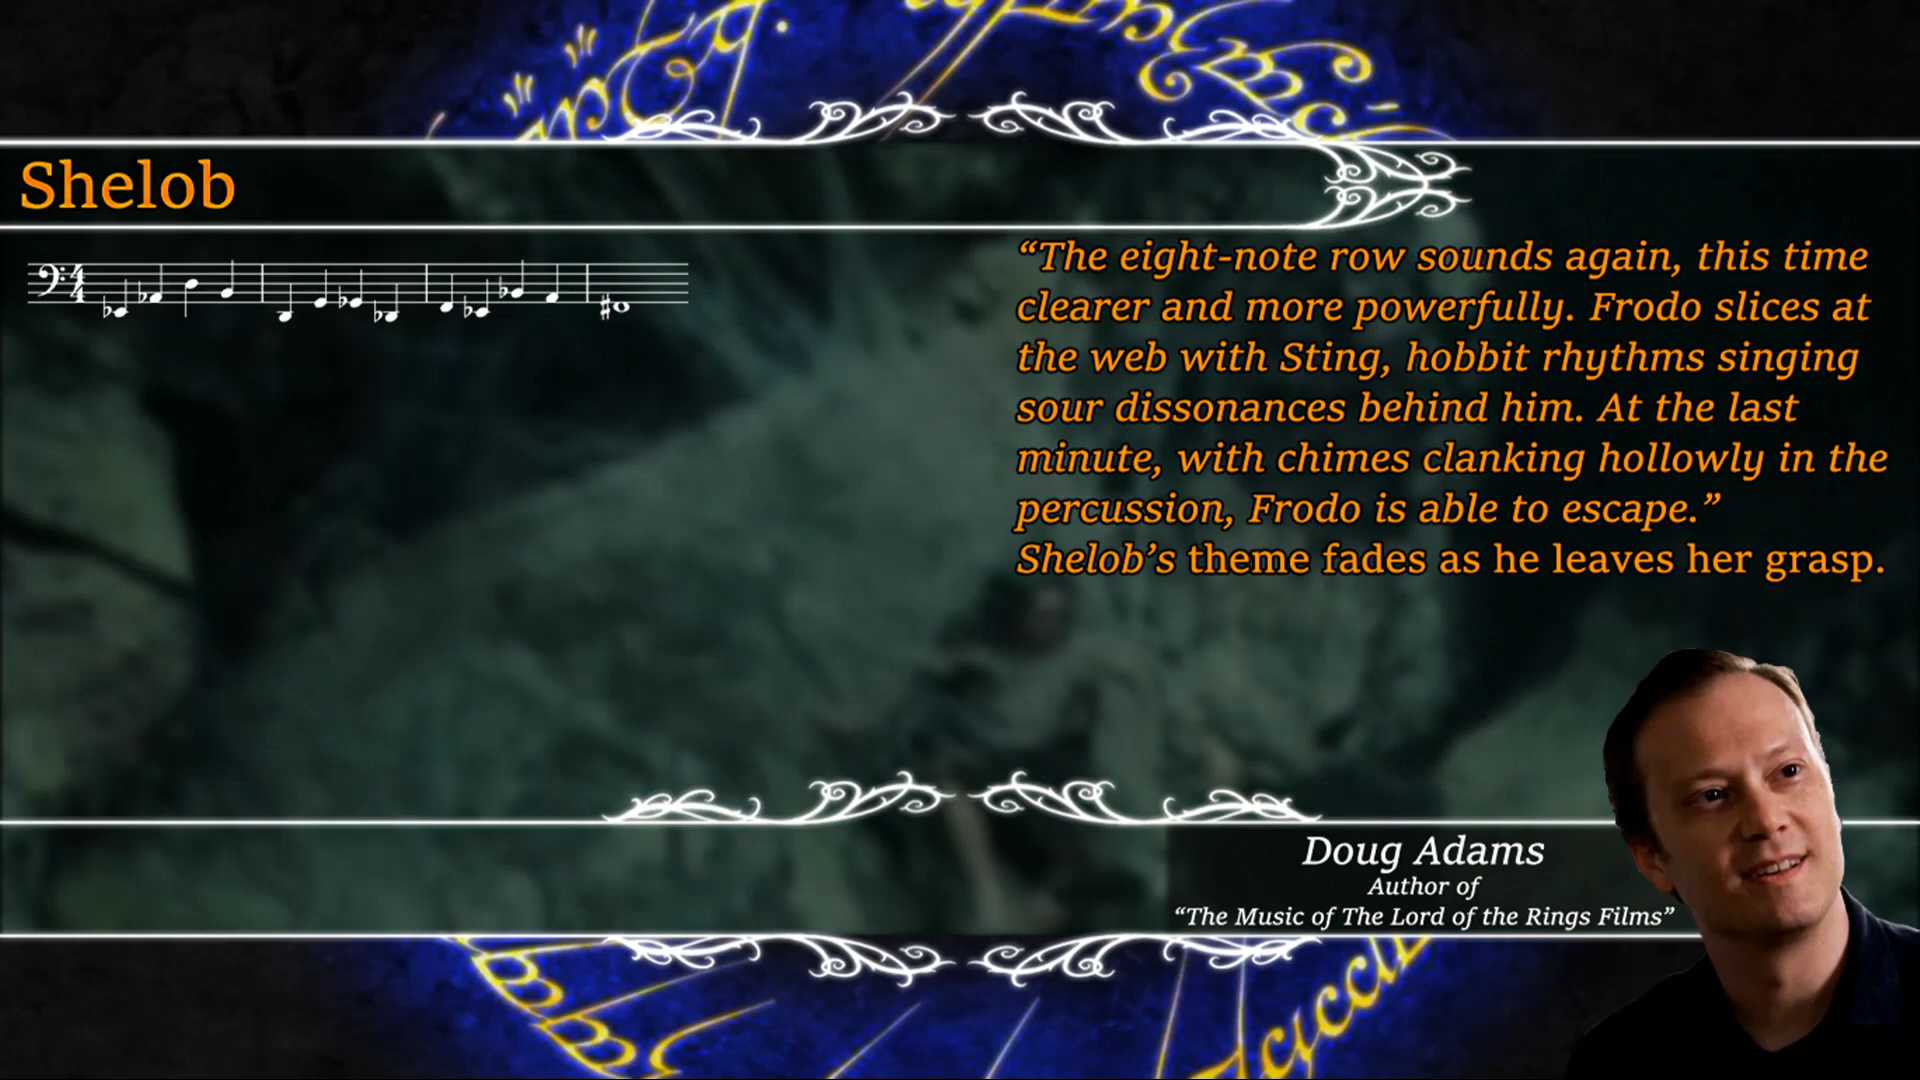 Shelob
“The eight-note row sounds again, this time
clearer and more powerfully. Frodo slices at
the web with Sting, hobbit rhythms singing
sour dissonances behind him. At the last
minute, with chimes clanking hollowly in the
percussion, Frodo is able to escape.”
Shelob’s theme fades as he leaves her grasp.
Doug Adams
Author of
“The Music of The Lord of the Rings Films”